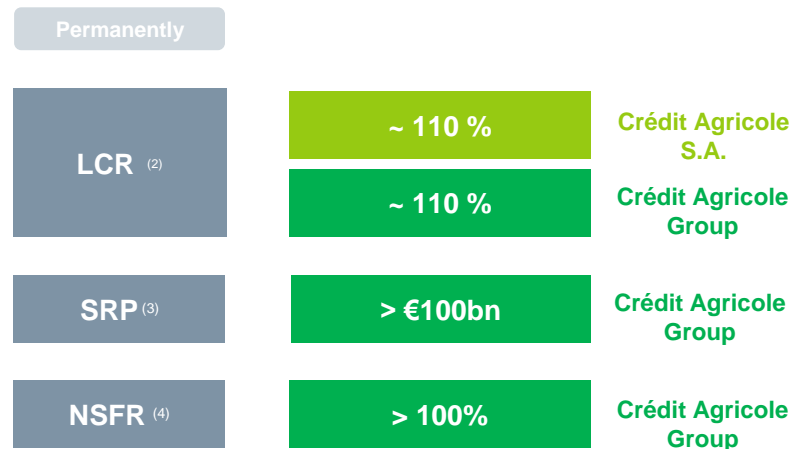 Permanently
LCR (2)
~ 110 %
Crédit Agricole
S.A.
~ 110 %
Crédit Agricole
Group
SRP (3)
> €100bn
Crédit Agricole
Group
NSFR (4)
> 100%
Crédit Agricole
Group